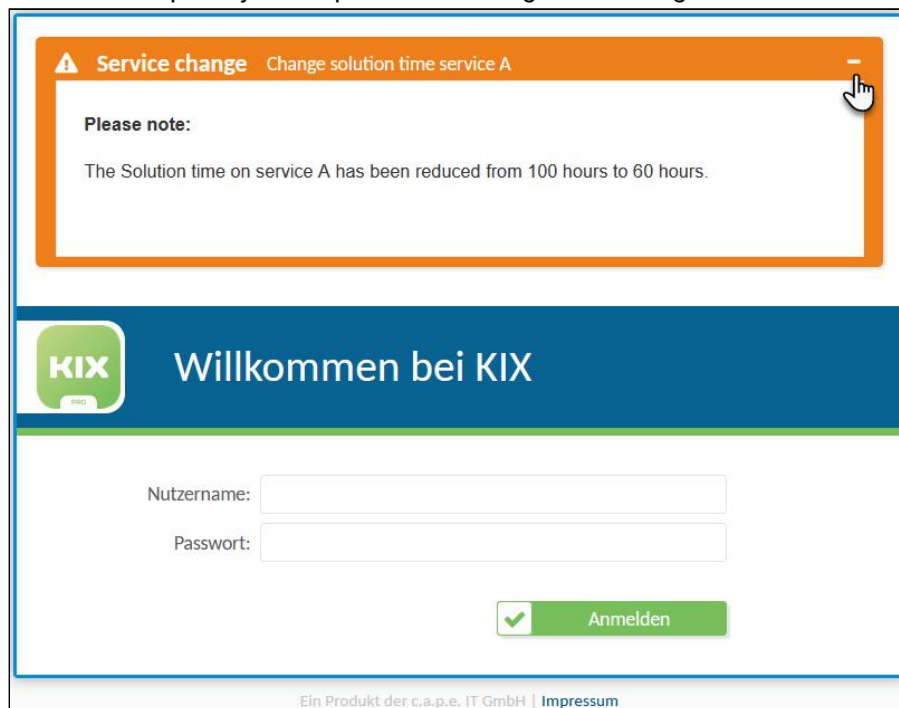 Service change Change solution time service A
Please note:
The Solution time on service A has been reduced from 100 hours to 60 hours.
KIX
PRO
Willkommen bei KIX
Nutzername:
Passwort:
Anmelden
Ein Produkt der c.a.p.e. IT GmbH | Impressum